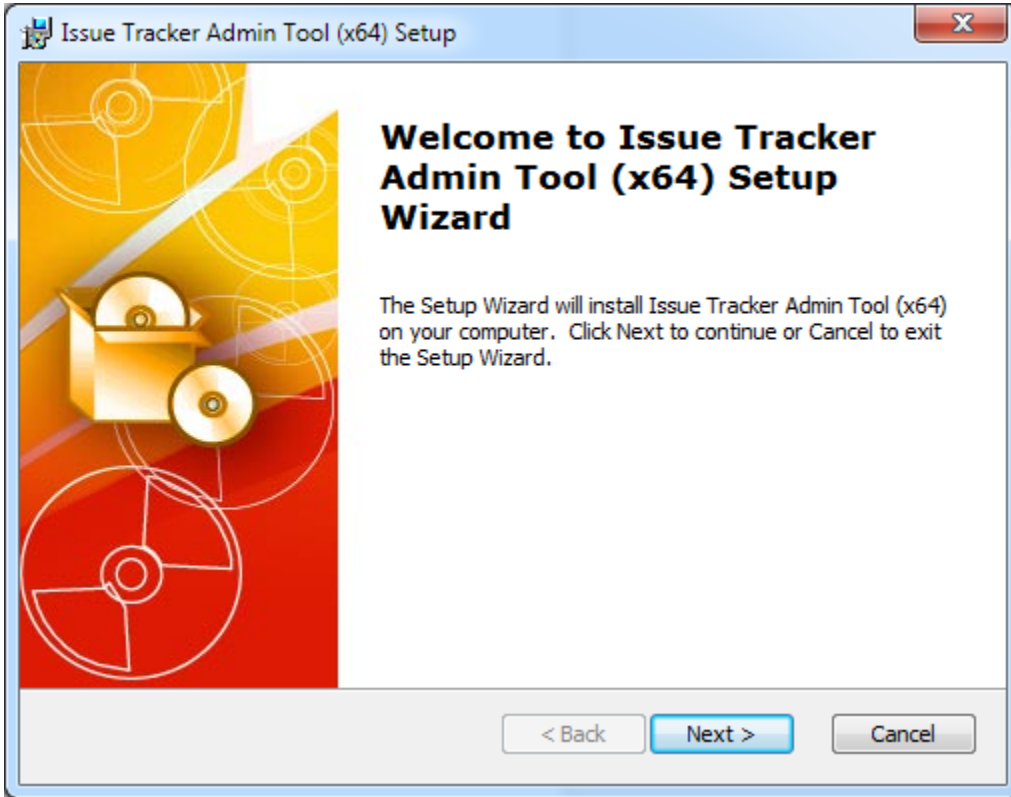 Issue Tracker Admin Tool (x64) Setup
Welcome to Issue Tracker
Admin Tool (x64) Setup
Wizard
The Setup Wizard will install Issue Tracker Admin Tool (x64)
on your computer.  Click Next to continue or Cancel to exit
the Setup Wizard.
< Back Next > Cancel